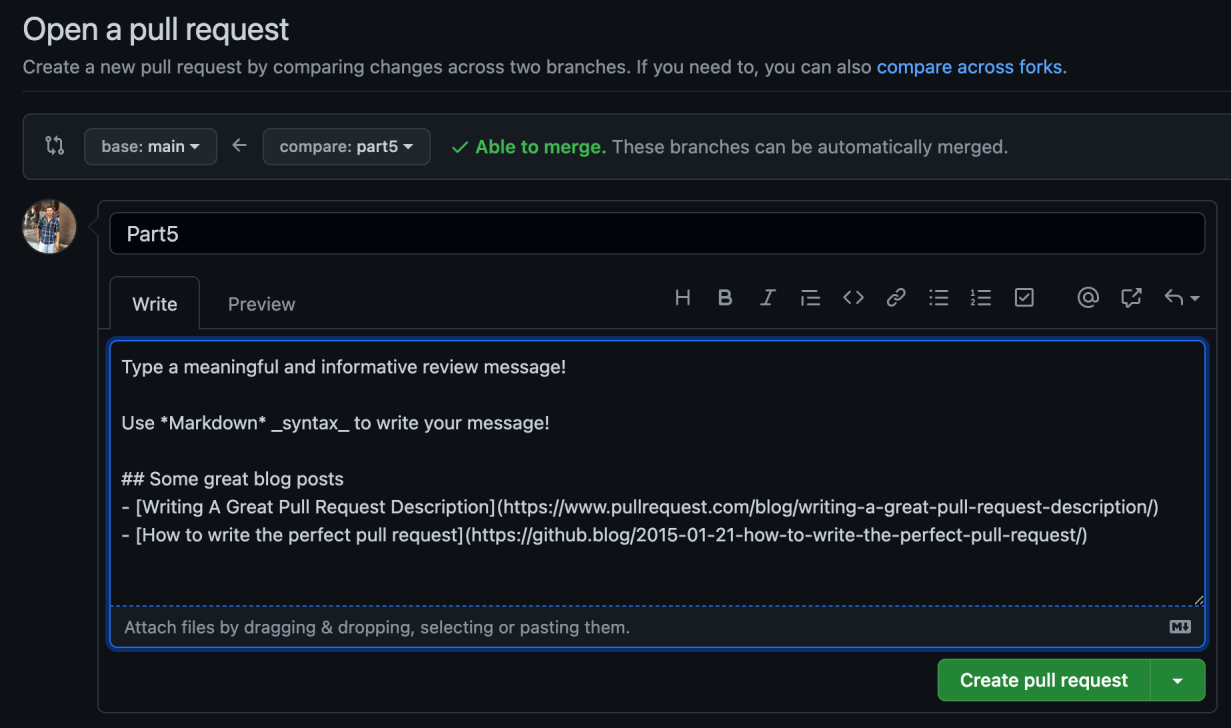 Open a pull request
Create a new pull request by comparing changes across two branches. If you need to, you can also compare across forks.
base: main
compare: part5
Able to merge. These branches can be automatically merged.
Part5
Write
Preview
H
B
I
Type a meaningful and informative review message!
Use *Markdown* _syntax_ to write your message!
## Some great blog posts
- [Writing A Great Pull Request Description](https://www.pullrequest.com/blog/writing-a-great-pull-request-description/)
- [How to write the perfect pull request](https://github.blog/2015-01-21-how-to-write-the-perfect-pull-request/)
Attach files by dragging & dropping, selecting or pasting them.
Create pull request